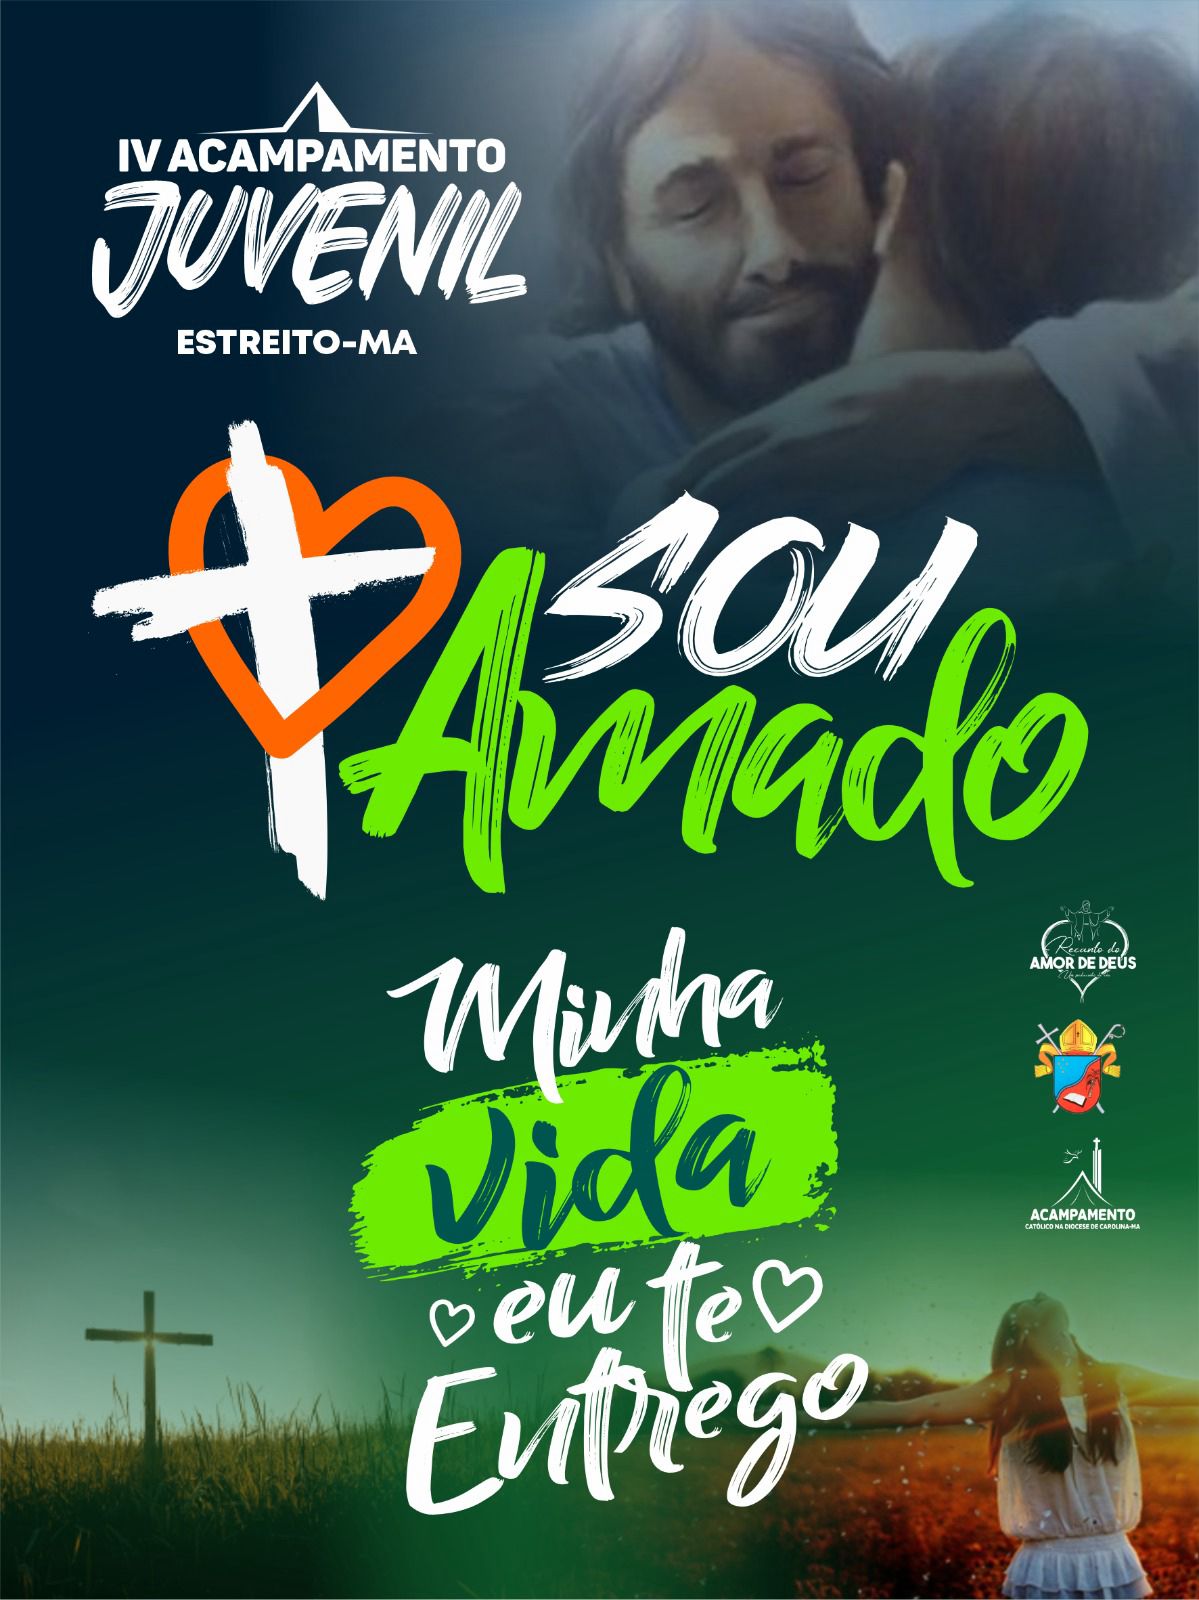 IV ACAMPAMENTO
JUVENIL
ESTREITO-MA
SOU
Amado
Minha
vida
eu te
Entrego
Recanto do
AMOR DE DEUS
ACAMPAMENTO
CATÓLICO NA DIOCESE DE CAROLINA-MA